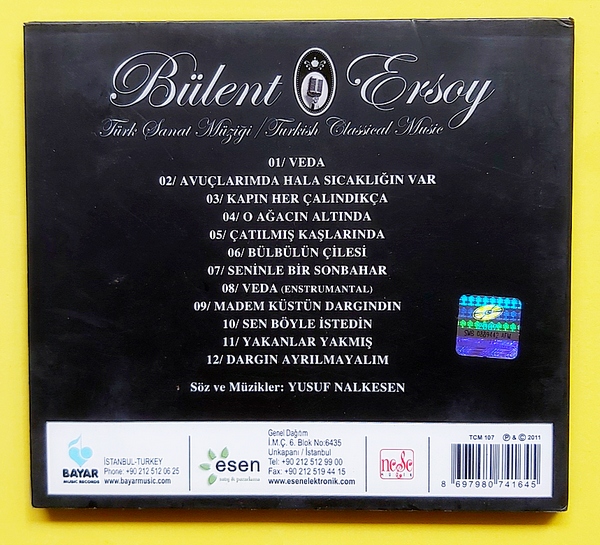 Bülent Ersoy
Türk Sanat Müziği / Turkish Classical Music
01/ VEDA
02/ AVUÇLARIMDA HALA SICAKLIĞIN VAR
03/ KAPIN HER ÇALINDIKÇA
04/ O AĞACIN ALTINDA
05/ ÇATILMIŞ KAŞLARINDA
06/ BÜLBÜLÜN ÇİLESİ
07/ SENİNLE BİR SONBAHAR
08/ VEDA (ENSTRUMANTAL)
09/ MADEM KÜSTÜN DARGINDIN
10/ SEN BÖYLE İSTEDİN
11/ YAKANLAR YAKMIŞ
12/ DARGIN AYRILMAYALIM
Söz ve Müzikler: YUSUF NALKESEN
BAYAR
MUSIC RECORDS
İSTANBUL-TURKEY
Phone: +90 212 512 06 25
www.bayarmusic.com
esen
satış & pazarlama
Genel Dağıtım
İ.M.Ç. 6. Blok No:6435
Unkapanı / İstanbul
Tel: +90 212 512 99 00
Fax: +90 212 519 44 15
www.esenelektronik.com
nese
TCM 107 ℗ & © 2011
8 697980 741645